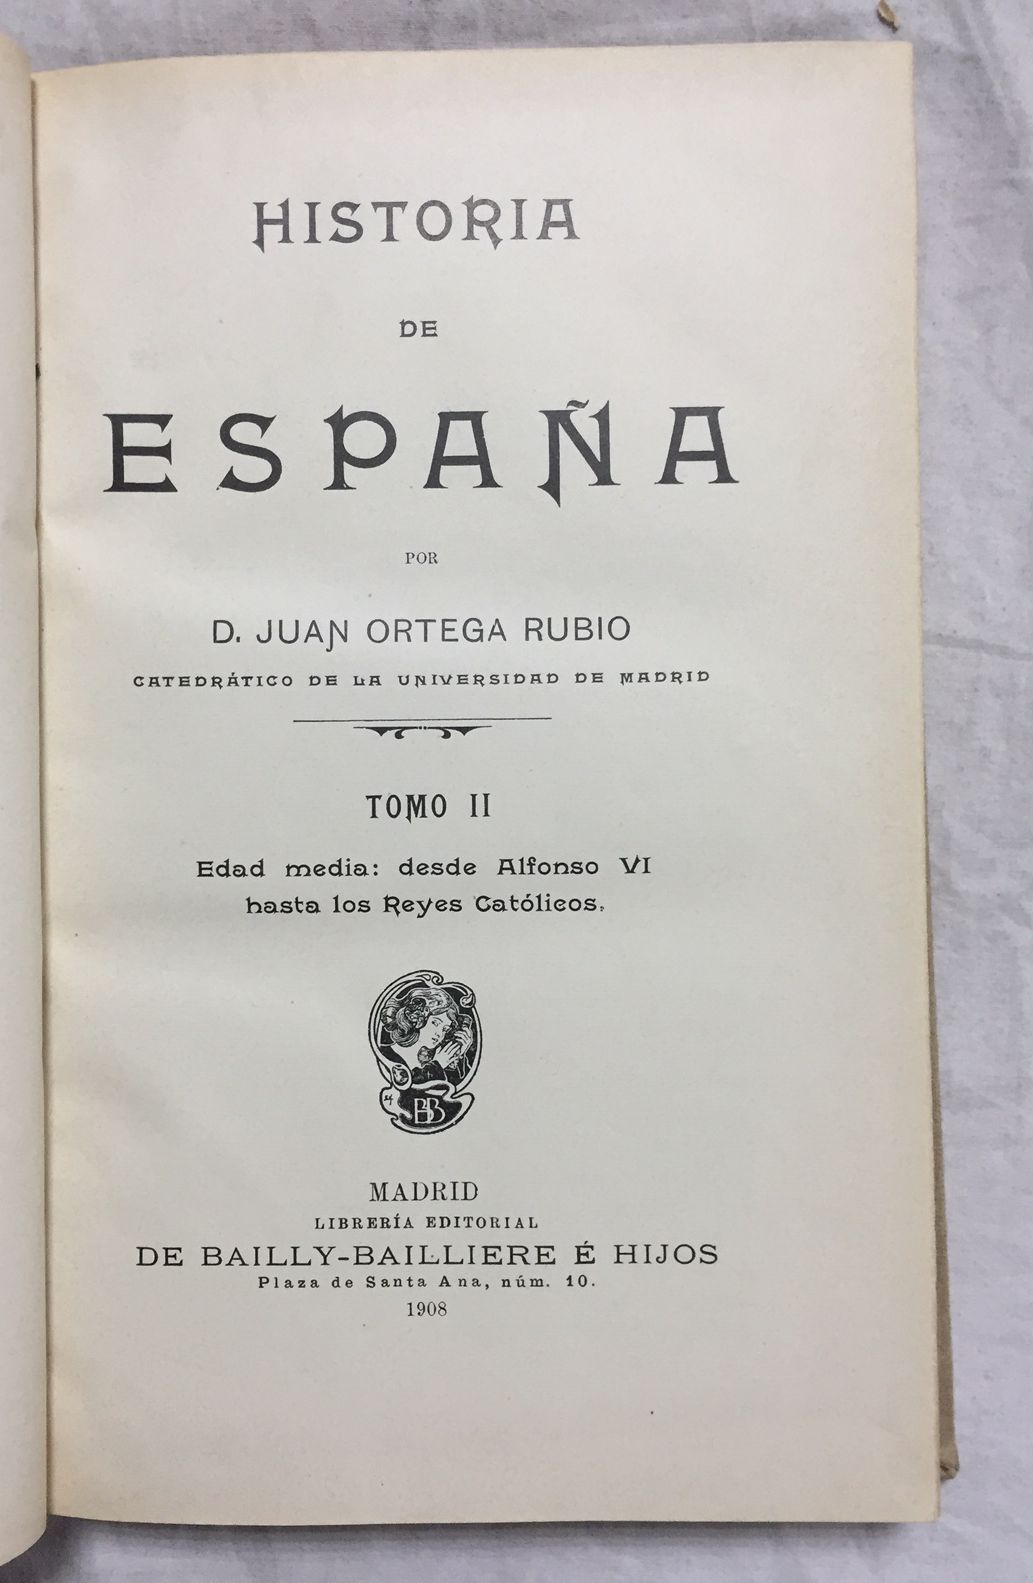 HISTORIA
DE
ESPAÑA
POR
D. JUAN ORTEGA RUBIO
CATEDRÁTICO DE LA UNIVERSIDAD DE MADRID
TOMO II
Edad media: desde Alfonso VI
hasta los Reyes Católicos.
BB
MADRID
LIBRERÍA EDITORIAL
DE BAILLY-BAILLIERE É HIJOS
Plaza de Santa Ana, núm. 10.
1908